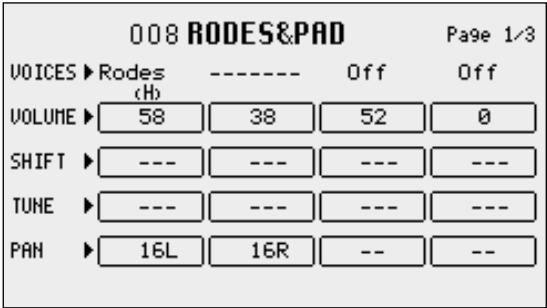 008 RODES&PAD Page 1/3
VOICES Rodes ------- Off Off
(H)
VOLUME 58 38 52 0
SHIFT --- --- --- ---
TUNE --- --- --- ---
PAN 16L 16R -- --